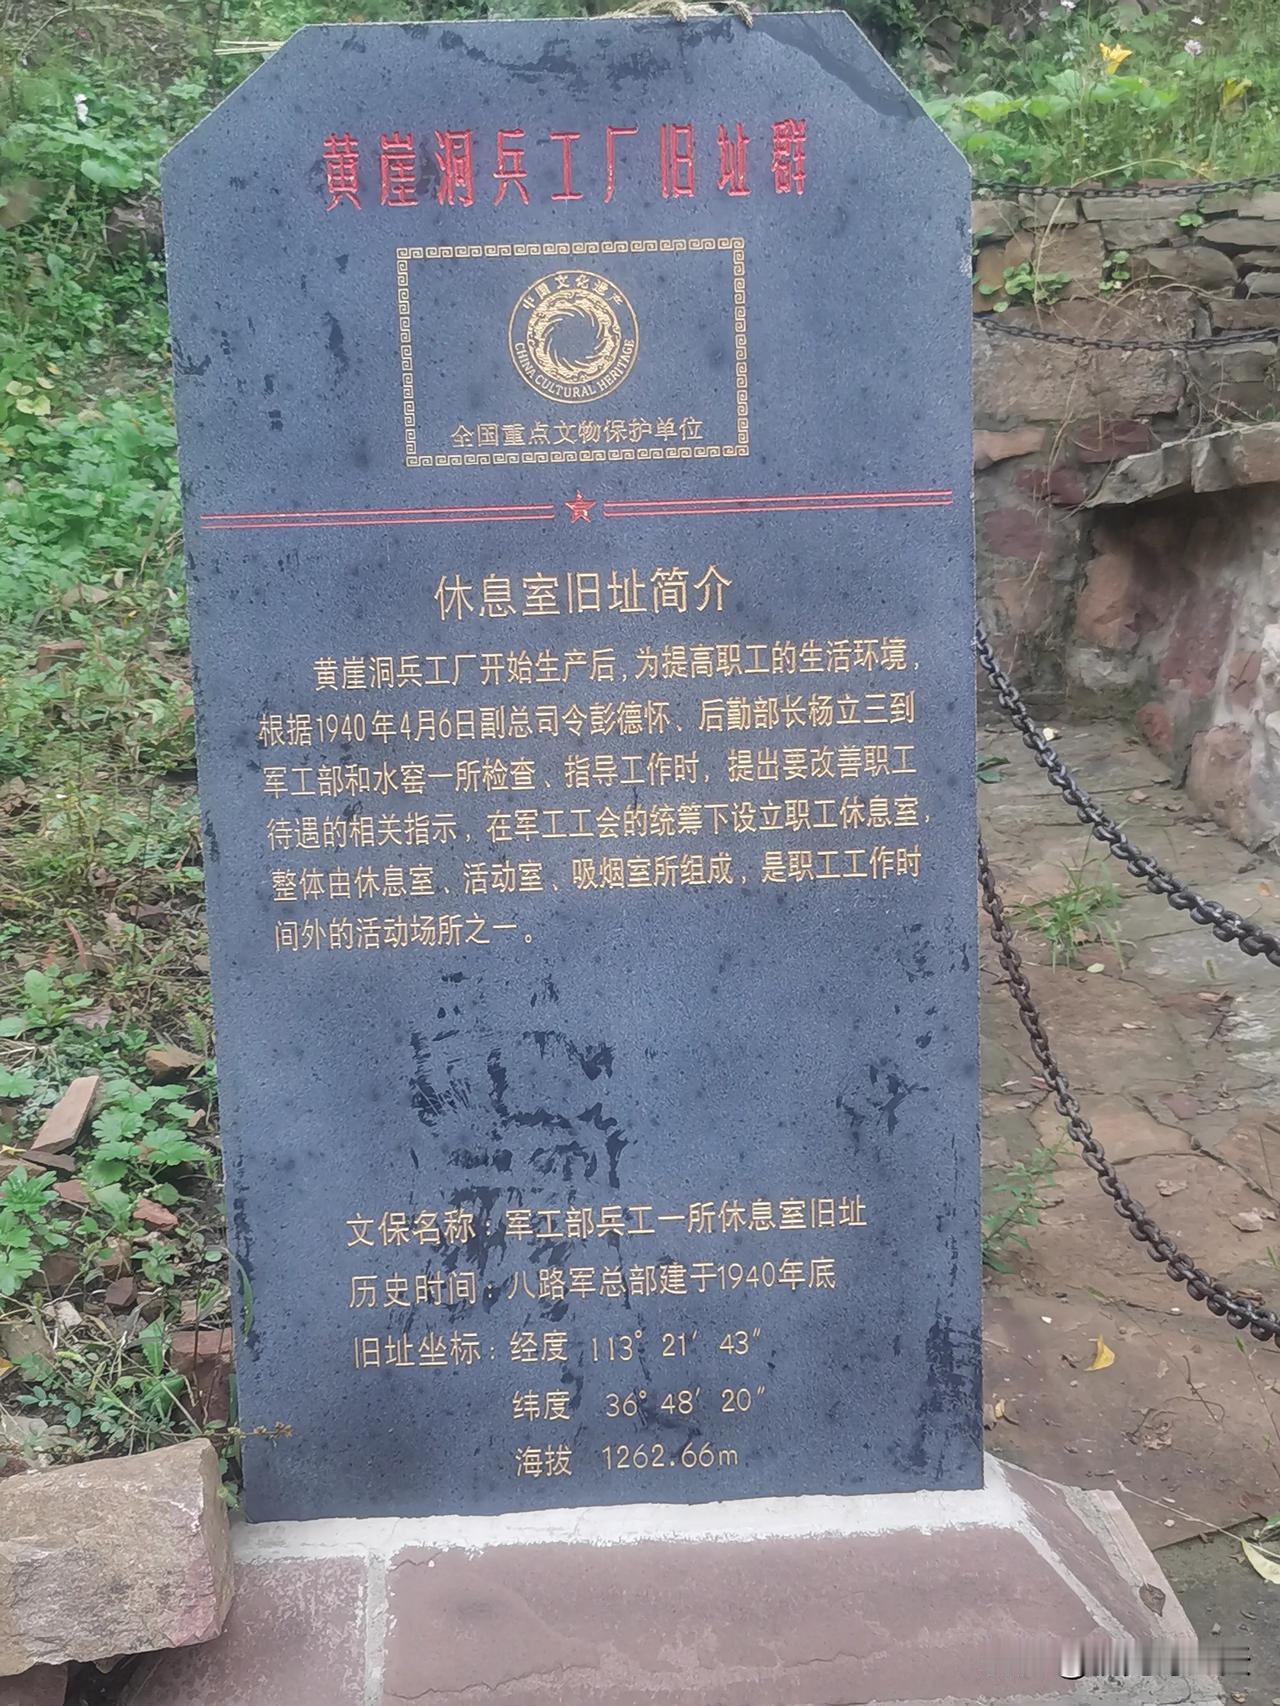 黄崖洞兵工厂旧址群
中国文化遗产
CHINA CULTURAL HERITAGE
全国重点文物保护单位
休息室旧址简介
黄崖洞兵工厂开始生产后，为提高职工的生活环境，
根据1940年4月6日副总司令彭德怀、后勤部长杨立三到
军工部和水窑一所检查、指导工作时，提出要改善职工
待遇的相关指示，在军工工会的统筹下设立职工休息室，
整体由休息室、活动室、吸烟室所组成，是职工工作时
间外的活动场所之一。
文保名称：军工部兵工一所休息室旧址
历史时间：八路军总部建于1940年底
旧址坐标：经度 113° 21′ 43″
纬度 36° 48′ 20″
海拔 1262.66m